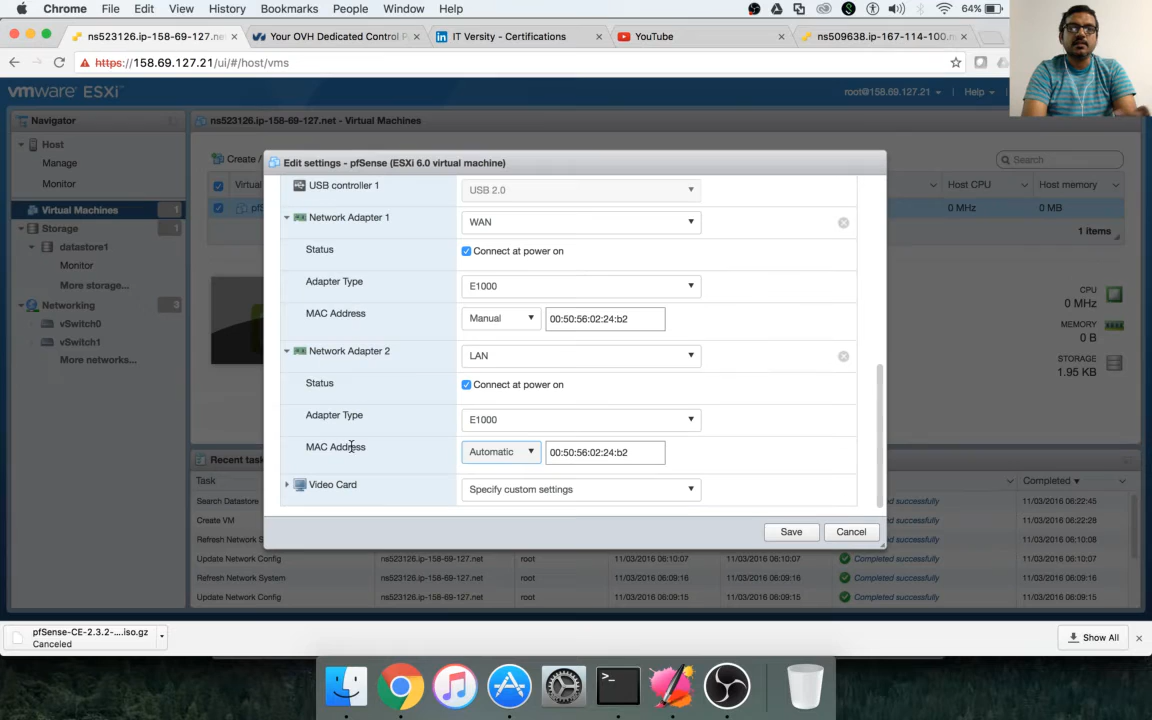 Chrome File Edit View History Bookmarks People Window Help 64%
ns523126.ip-158-69-127.net Your OVH Dedicated Control P IT Versity - Certifications YouTube ns509638.ip-167-114-100.n
https://158.69.127.21/ui/#/host/vms
vmware ESXi™ root@158.69.127.21 Help
Navigator ns523126.ip-158-69-127.net - Virtual Machines
Host
Manage
Monitor
Virtual Machines 1
Storage 1
datastore1
Monitor
More storage...
Networking 3
vSwitch0
vSwitch1
More networks...
Create /
Search
Virtual Host CPU Host memory
pfS 0 MHz 0 MB
1 items
CPU
0 MHz
MEMORY
0 B
STORAGE
1.95 KB
Edit settings - pfSense (ESXi 6.0 virtual machine)
USB controller 1 USB 2.0
Network Adapter 1 WAN
Status Connect at power on
Adapter Type E1000
MAC Address Manual 00:50:56:02:24:b2
Network Adapter 2 LAN
Status Connect at power on
Adapter Type E1000
MAC Address Automatic 00:50:56:02:24:b2
Video Card Specify custom settings
Save Cancel
Recent task
Task Completed
Search Datastore successfully 11/03/2016 06:22:45
Create VM successfully 11/03/2016 06:22:28
Refresh Network S successfully 11/03/2016 06:10:08
Update Network Config ns523126.ip-158-69-127.net root 11/03/2016 06:10:07 11/03/2016 06:10:07 Completed successfully 11/03/2016 06:10:07
Refresh Network System ns523126.ip-158-69-127.net root 11/03/2016 06:09:16 11/03/2016 06:09:16 Completed successfully 11/03/2016 06:09:16
Update Network Config ns523126.ip-158-69-127.net root 11/03/2016 06:09:15 11/03/2016 06:09:15 Completed successfully 11/03/2016 06:09:15
pfSense-CE-2.3.2-....iso.gz
Canceled
Show All